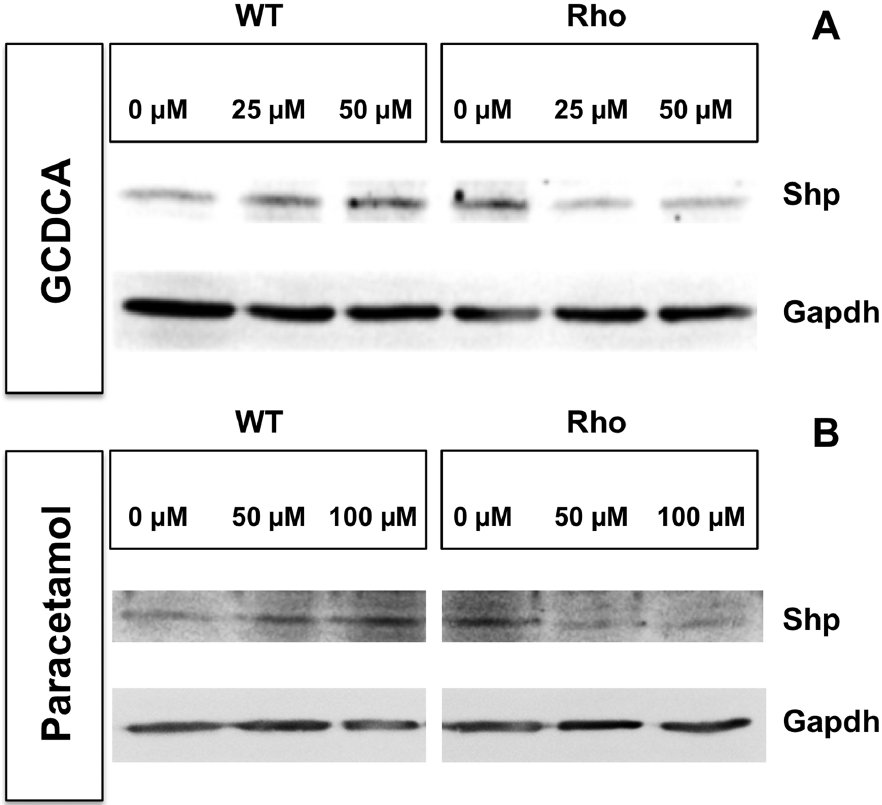 WT Rho A
0 µM 25 µM 50 µM 0 µM 25 µM 50 µM
GCDCA
Shp
Gapdh
WT Rho B
0 µM 50 µM 100 µM 0 µM 50 µM 100 µM
Paracetamol
Shp
Gapdh